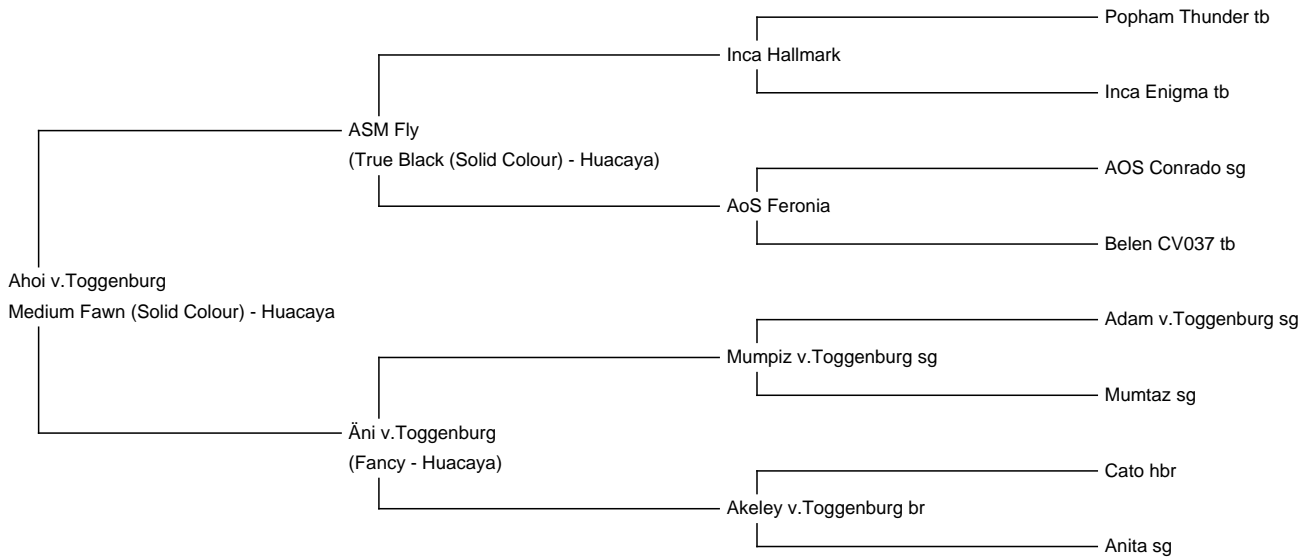 Popham Thunder tb
Inca Hallmark
Inca Enigma tb
ASM Fly
(True Black (Solid Colour) - Huacaya)
AOS Conrado sg
AoS Feronia
Belen CV037 tb
Ahoi v.Toggenburg
Medium Fawn (Solid Colour) - Huacaya
Adam v.Toggenburg sg
Mumpiz v.Toggenburg sg
Mumtaz sg
Äni v.Toggenburg
(Fancy - Huacaya)
Cato hbr
Akeley v.Toggenburg br
Anita sg